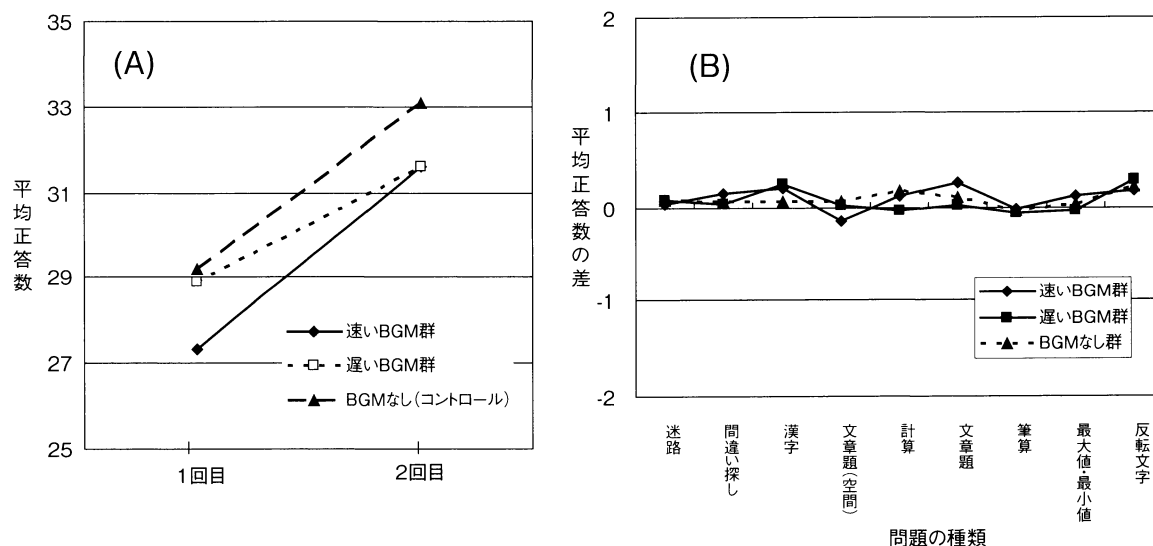 (A)
平均正答数
35
33
31
29
27
25
1回目
2回目
速いBGM群
遅いBGM群
BGMなし(コントロール)
(B)
平均正答数の差
2
1
0
-1
-2
速いBGM群
遅いBGM群
BGMなし群
迷路
間違い探し
漢字
文章題(空間)
計算
文章題
筆算
最大値・最小値
反転文字
問題の種類